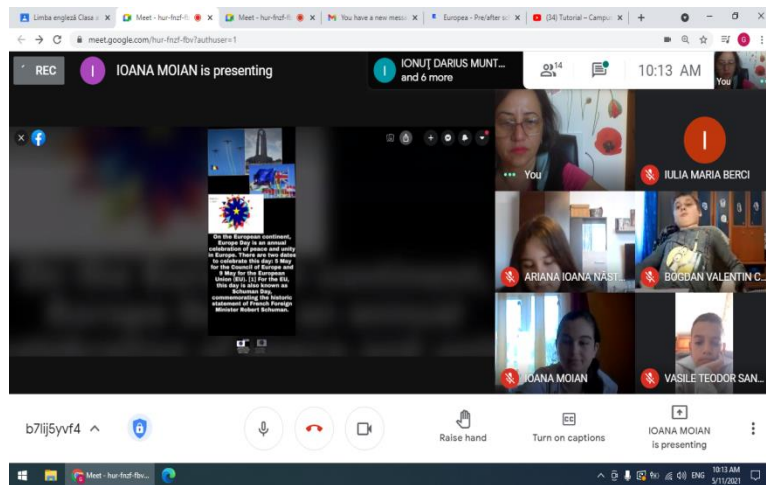 Limba engleză Clasa a
Meet - hur-fnzf-fb
Meet - hur-fnzf-fb
You have a new mess
Europea - Pre/after sc
(34) Tutorial – Campu
meet.google.com/hur-fnzf-fbv?authuser=1
REC
I
IOANA MOIAN is presenting
I
IONUȚ DARIUS MUNT...
and 6 more
14
10:13 AM
You
You
I
IULIA MARIA BERCI
On the European continent,
Europe Day is an annual
celebration of peace and unity
in Europe. There are two dates
to celebrate this day: 5 May
for the Council of Europe and
9 May for the European
Union (EU). [1] For the EU,
this day is also known as
Schuman Day,
commemorating the historic
statement of French Foreign
Minister Robert Schuman.
ARIANA IOANA NĂST...
BOGDAN VALENTIN C...
IOANA MOIAN
VASILE TEODOR SAN...
b7lij5yvf4
Raise hand
CC
Turn on captions
IOANA MOIAN
is presenting
Meet - hur-fnzf-fbv...
ENG
10:13 AM
5/11/2021